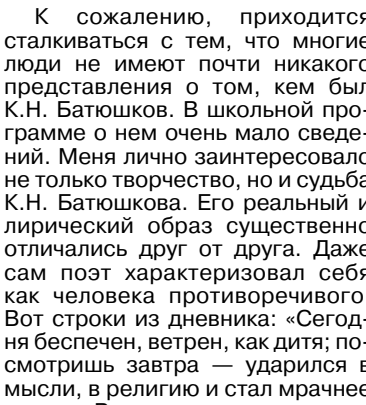 К сожалению, приходится
сталкиваться с тем, что многие
люди не имеют почти никакого
представления о том, кем был
К.Н. Батюшков. В школьной про-
грамме о нем очень мало сведе-
ний. Меня лично заинтересовало
не только творчество, но и судьба
К.Н. Батюшкова. Его реальный и
лирический образ существенно
отличались друг от друга. Даже
сам поэт характеризовал себя
как человека противоречивого
Вот строки из дневника: «Сегод-
ня беспечен, ветрен, как дитя; по-
смотришь завтра — ударился в
мысли, в религию и стал мрачнее